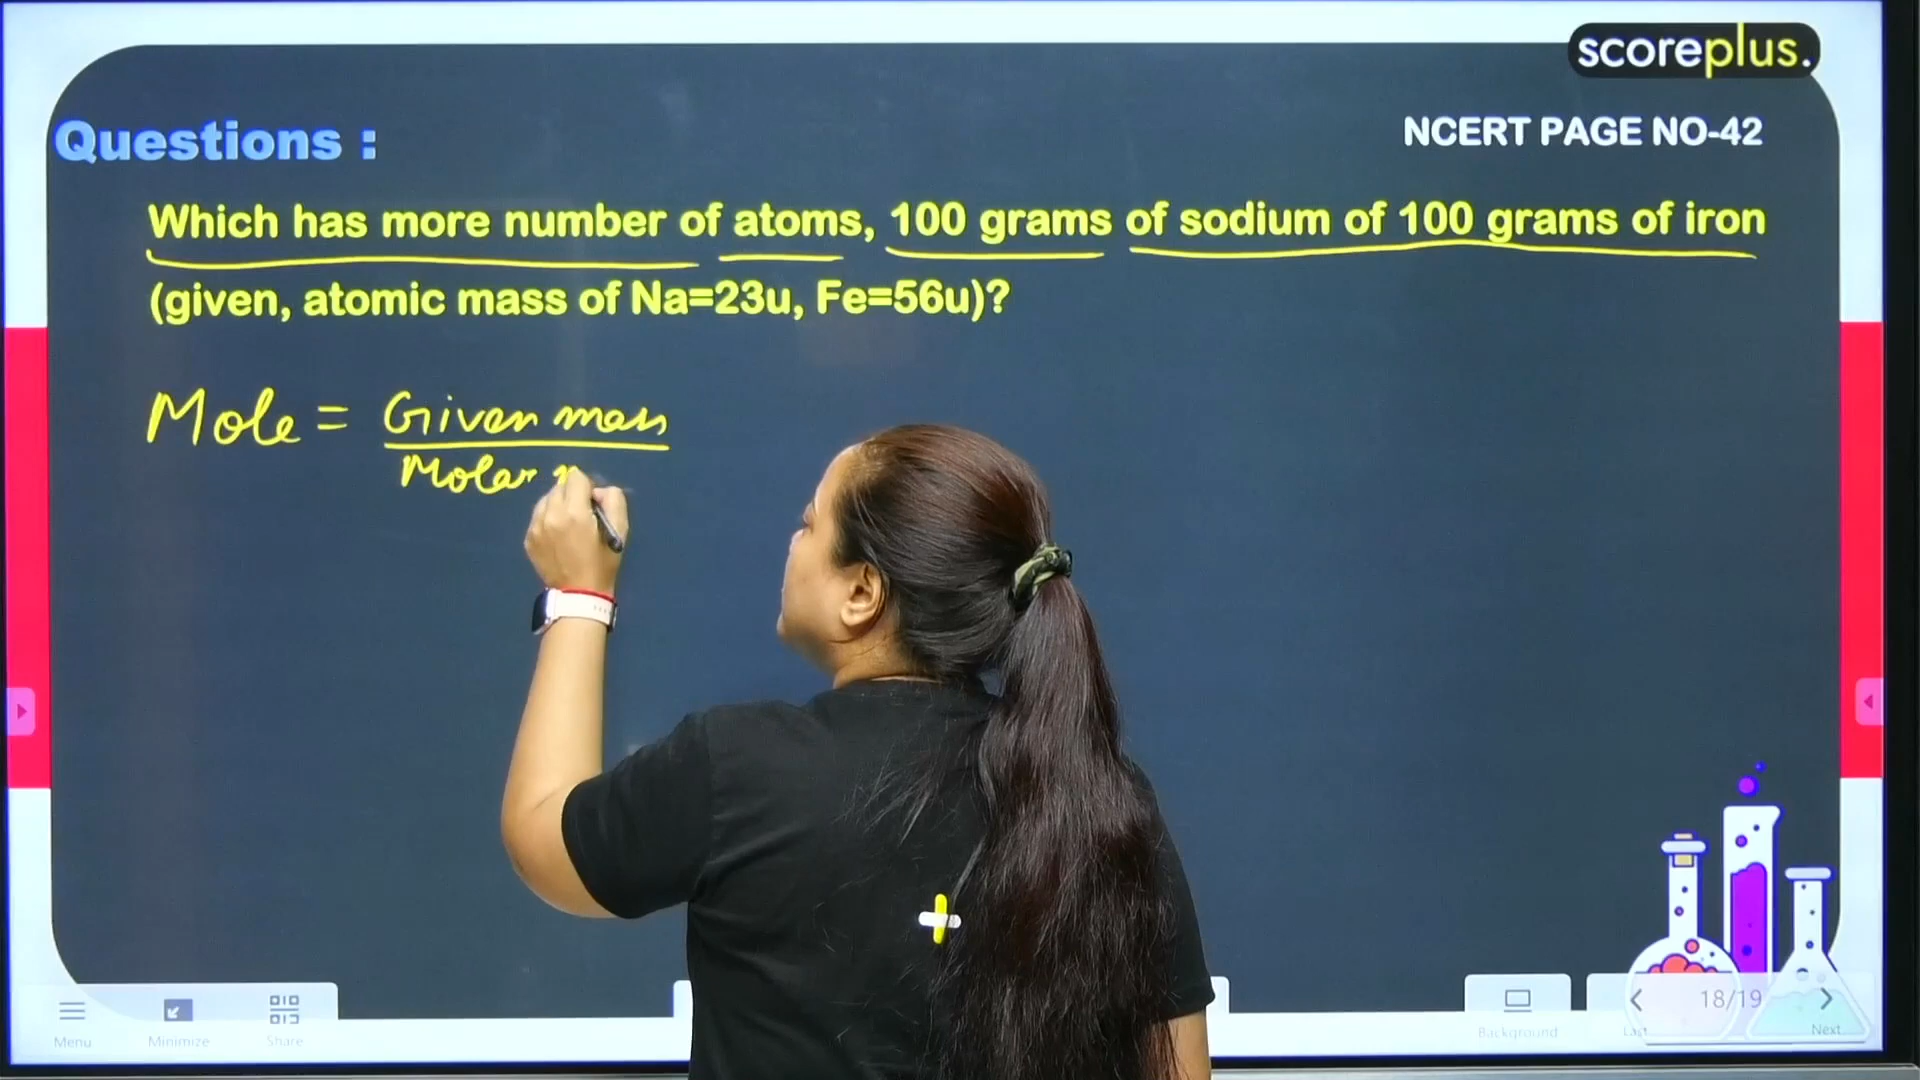 scoreplus.
Questions :
NCERT PAGE NO-42
Which has more number of atoms, 100 grams of sodium of 100 grams of iron
(given, atomic mass of Na=23u, Fe=56u)?
Mole = Given mass
Molar
Menu
Minimize
Share
Background
Last
18/19
Next